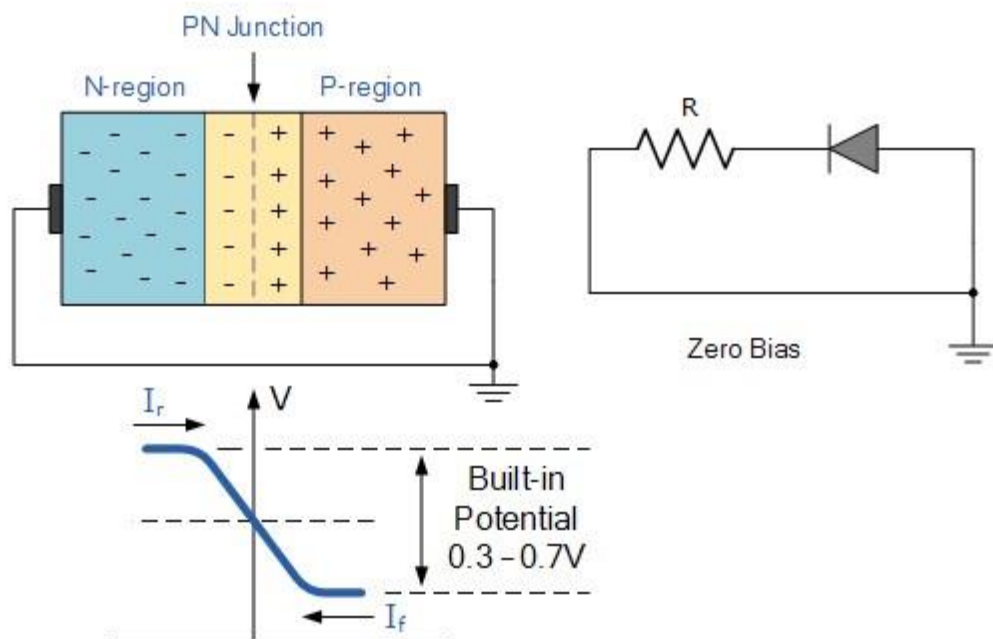 PN Junction
N-region
P-region
R
Zero Bias
Ir
V
Built-in
Potential
0.3 – 0.7V
If